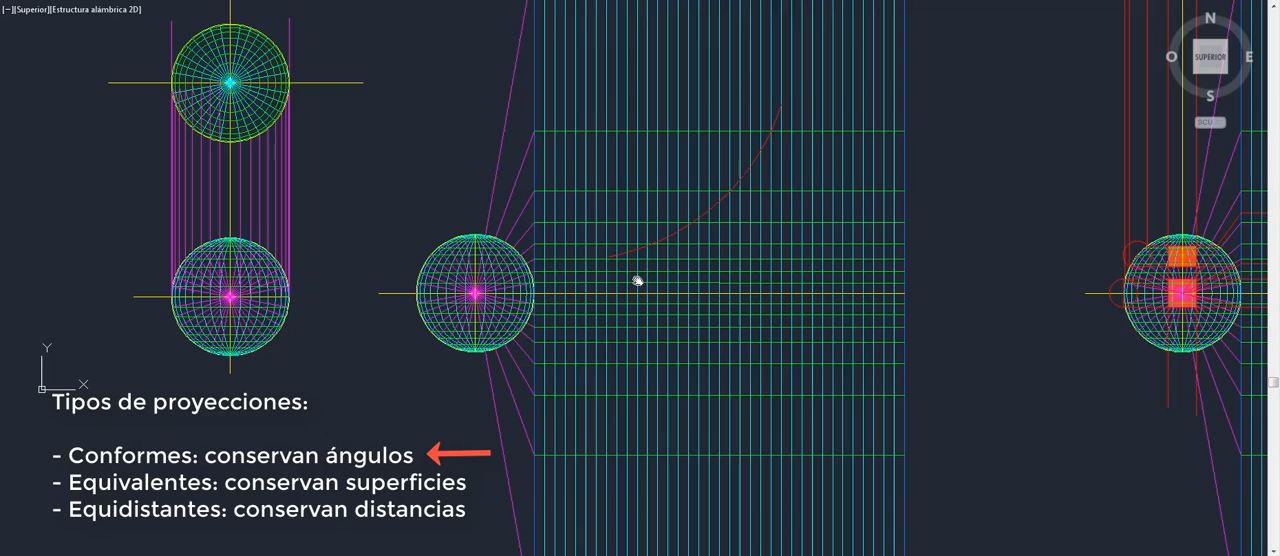 [−][Superior][Estructura alámbrica 2D]
N
O
SUPERIOR
E
S
SCU
Y
X
Tipos de proyecciones:
- Conformes: conservan ángulos
- Equivalentes: conservan superficies
- Equidistantes: conservan distancias